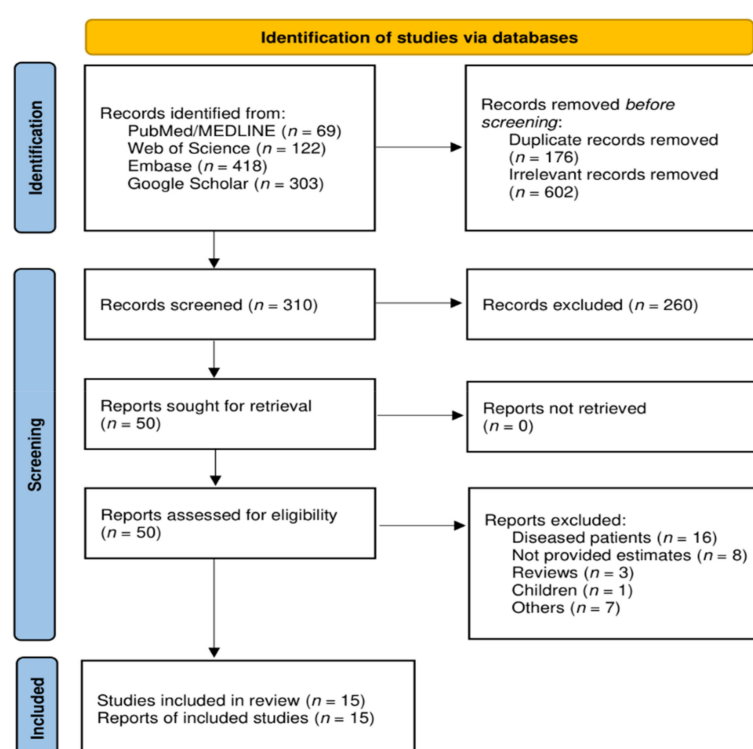 Identification of studies via databases
Identification
Records identified from:
PubMed/MEDLINE (n = 69)
Web of Science (n = 122)
Embase (n = 418)
Google Scholar (n = 303)
Records removed before
screening:
Duplicate records removed
(n = 176)
Irrelevant records removed
(n = 602)
Screening
Records screened (n = 310)
Records excluded (n = 260)
Reports sought for retrieval
(n = 50)
Reports not retrieved
(n = 0)
Reports assessed for eligibility
(n = 50)
Reports excluded:
Diseased patients (n = 16)
Not provided estimates (n = 8)
Reviews (n = 3)
Children (n = 1)
Others (n = 7)
Included
Studies included in review (n = 15)
Reports of included studies (n = 15)